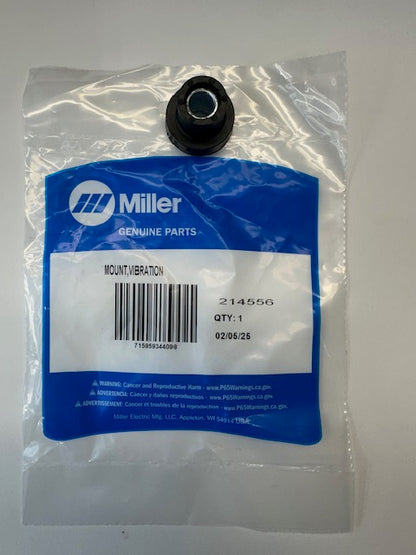 Miller
GENUINE PARTS
MOUNT,VIBRATION
214556
QTY: 1
715959344098
02/05/25
WARNING: Cancer and Reproductive Harm - www.P65Warnings.ca.gov.
ADVERTENCIA: Cáncer y daños reproductivos - www.P65Warnings.ca.gov.
AVERTISSEMENT: Cancer et troubles de la reproduction - www.P65Warnings.ca.gov.
Miller Electric Mfg. LLC, Appleton, WI 54914 USA